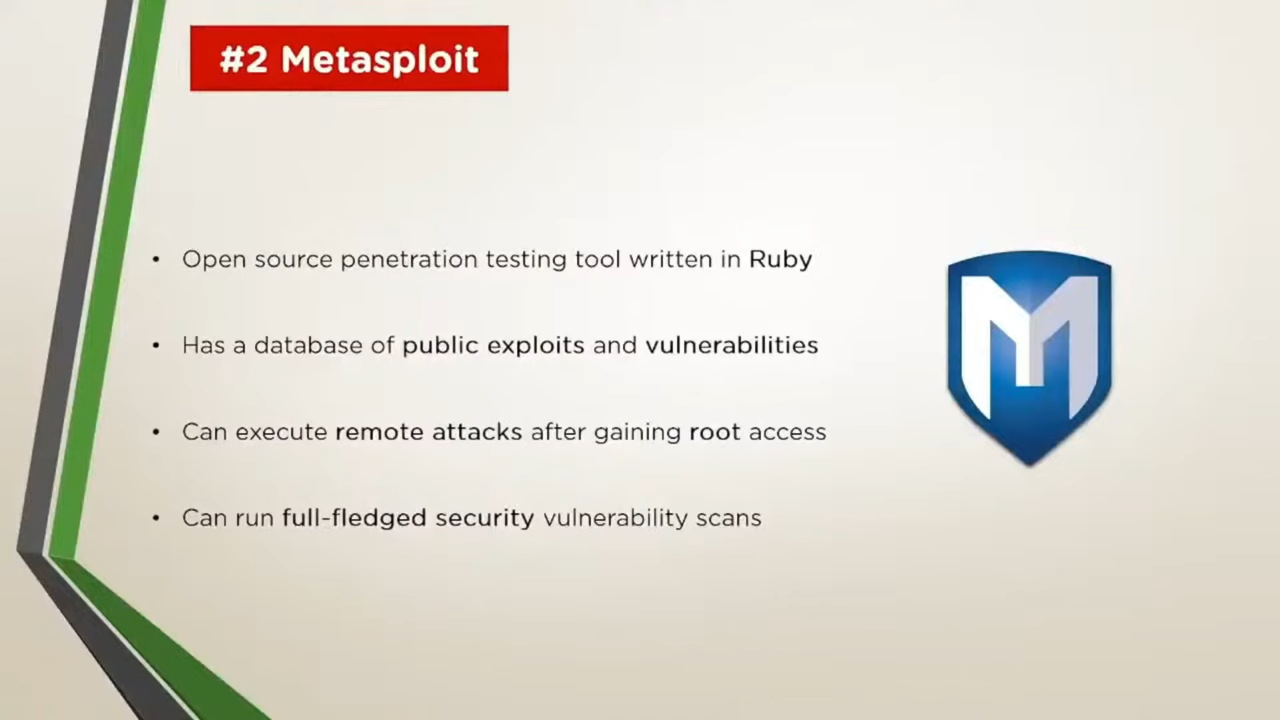 #2 Metasploit
• Open source penetration testing tool written in Ruby
• Has a database of public exploits and vulnerabilities
• Can execute remote attacks after gaining root access
• Can run full-fledged security vulnerability scans